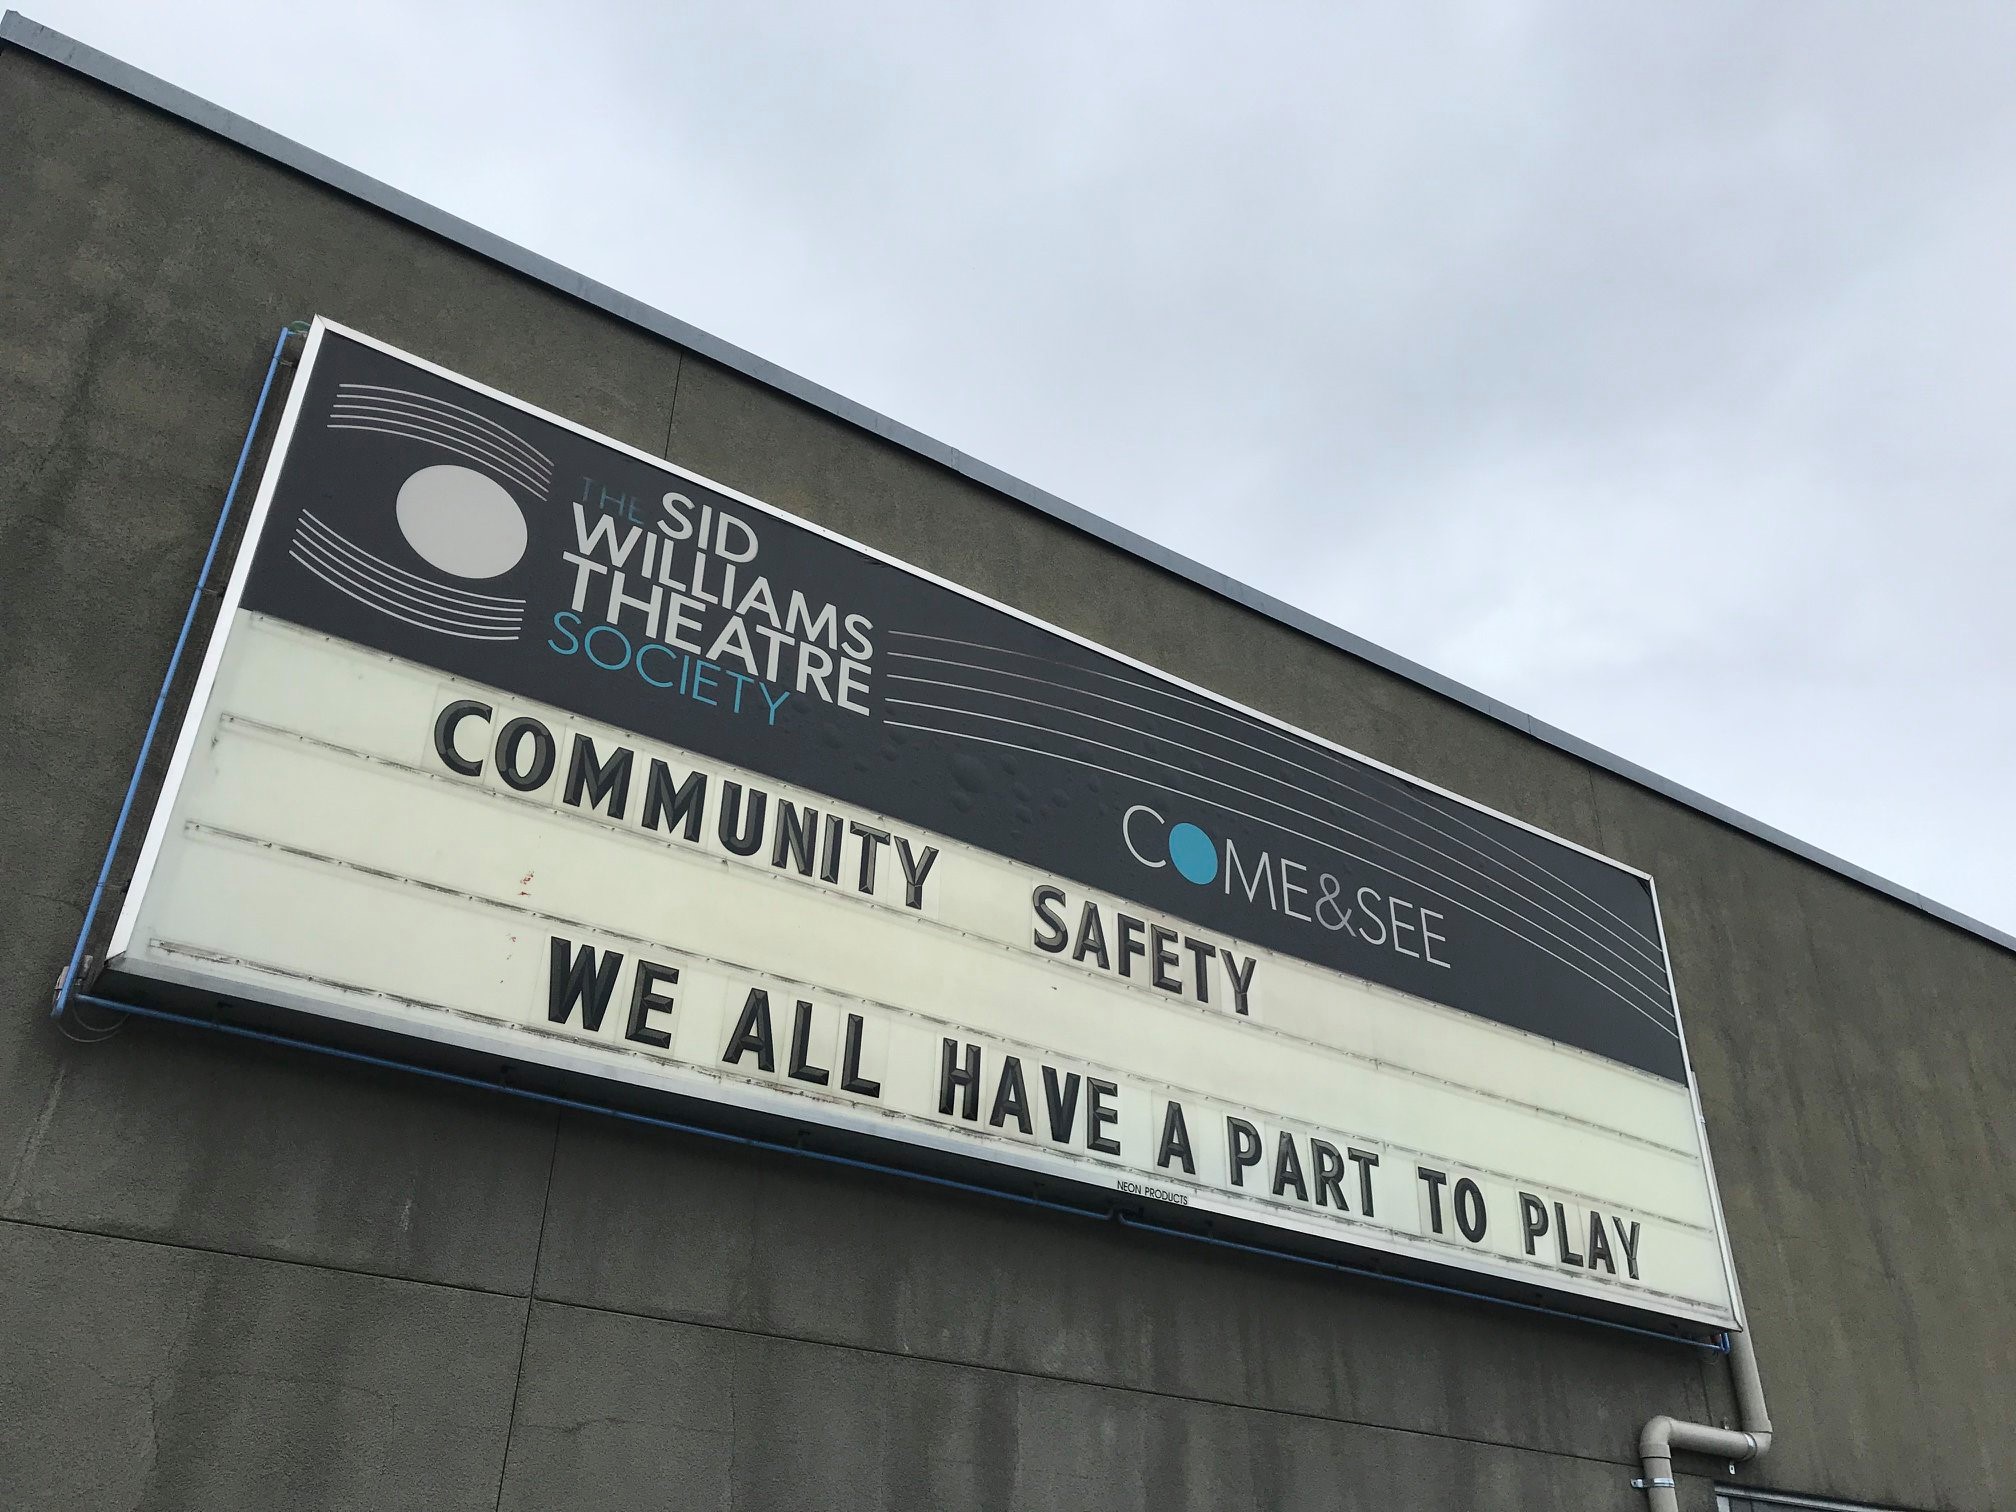 THE SID
WILLIAMS
THEATRE
SOCIETY
COME&SEE
COMMUNITY SAFETY
WE ALL HAVE A PART TO PLAY
NEON PRODUCTS